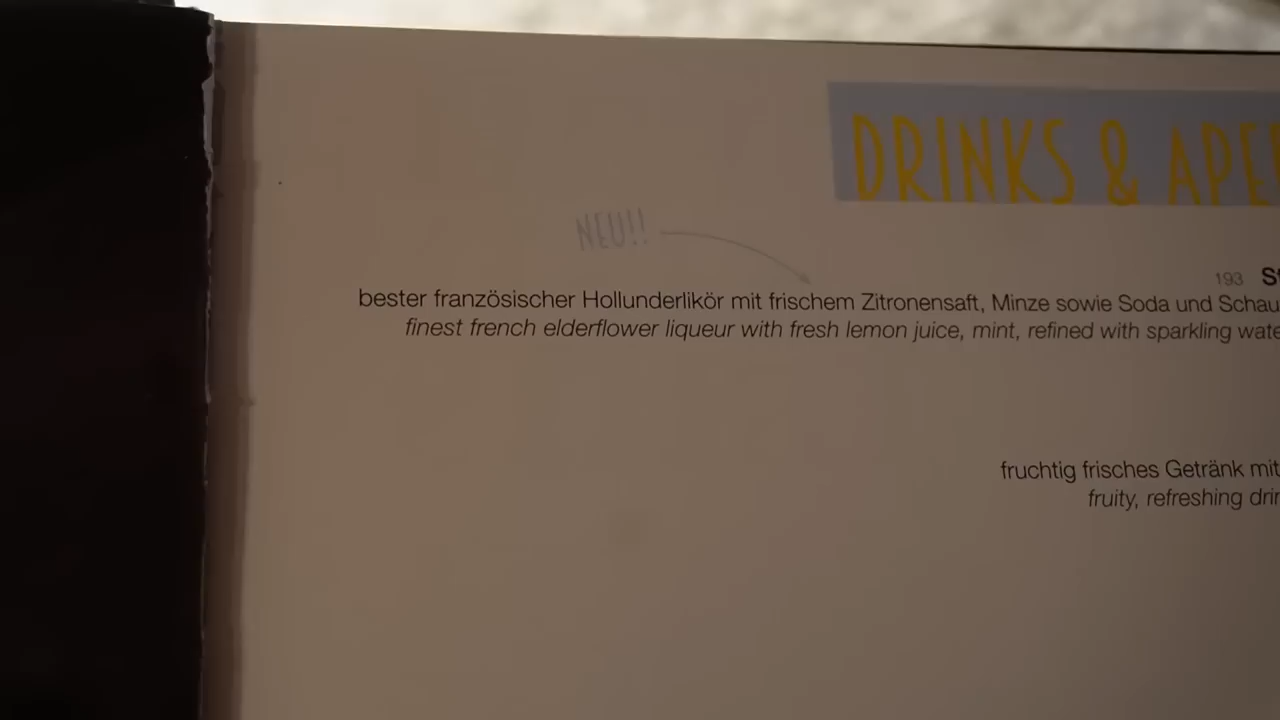 DRINKS & APE
NEU!!
193 S
bester französischer Hollunderlikör mit frischem Zitronensaft, Minze sowie Soda und Schau
finest french elderflower liqueur with fresh lemon juice, mint, refined with sparkling wate
fruchtig frisches Getränk mit
fruity, refreshing drin